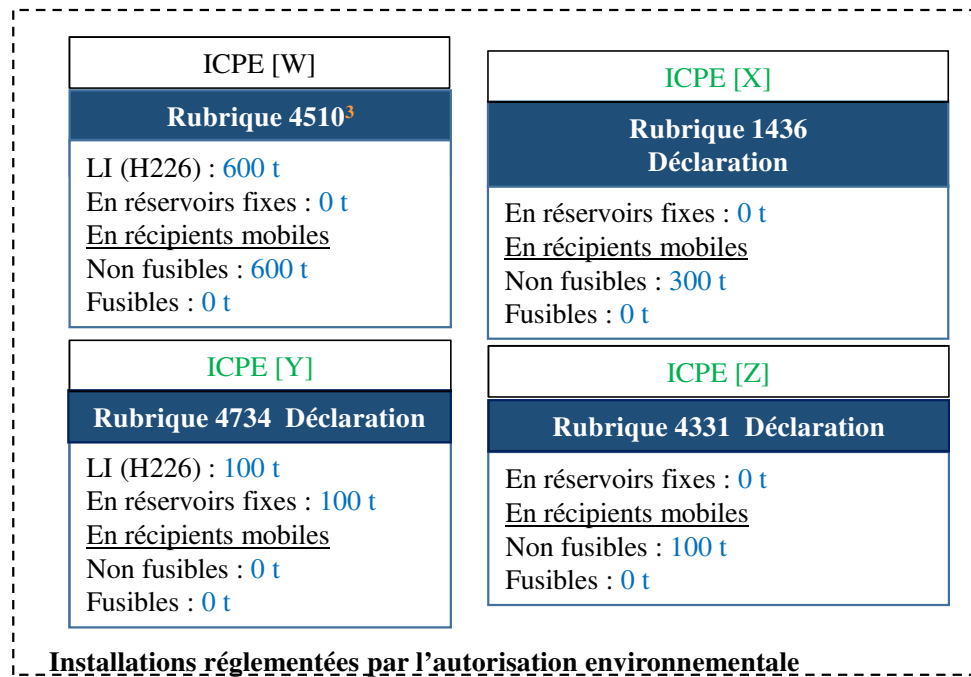 ICPE [W]
Rubrique 4510³
LI (H226) : 600 t
En réservoirs fixes : 0 t
En récipients mobiles
Non fusibles : 600 t
Fusibles : 0 t
ICPE [X]
Rubrique 1436
Déclaration
En réservoirs fixes : 0 t
En récipients mobiles
Non fusibles : 300 t
Fusibles : 0 t
ICPE [Y]
Rubrique 4734 Déclaration
LI (H226) : 100 t
En réservoirs fixes : 100 t
En récipients mobiles
Non fusibles : 0 t
Fusibles : 0 t
ICPE [Z]
Rubrique 4331 Déclaration
En réservoirs fixes : 0 t
En récipients mobiles
Non fusibles : 100 t
Fusibles : 0 t
Installations réglementées par l’autorisation environnementale